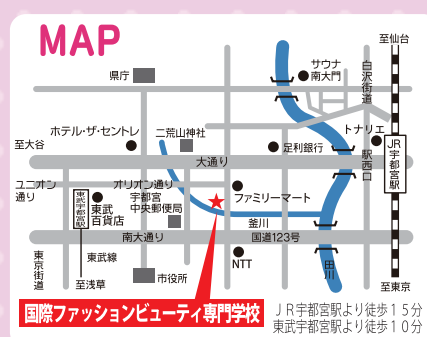 MAP
至仙台
サウナ
南大門
白沢街道
県庁
ホテル・ザ・セントレ
二荒山神社
トナリエ
足利銀行
JR宇都宮駅
至大谷
大通り
駅西口
ユニオン
通り
オリオン通り
東武宇都宮駅
東武
百貨店
宇都宮
中央郵便局
ファミリーマート
釜川
南大通り
国道123号
東京街道
東武線
NTT
田川
至浅草
市役所
至東京
国際ファッションビューティ専門学校
JR宇都宮駅より徒歩15分
東武宇都宮駅より徒歩10分